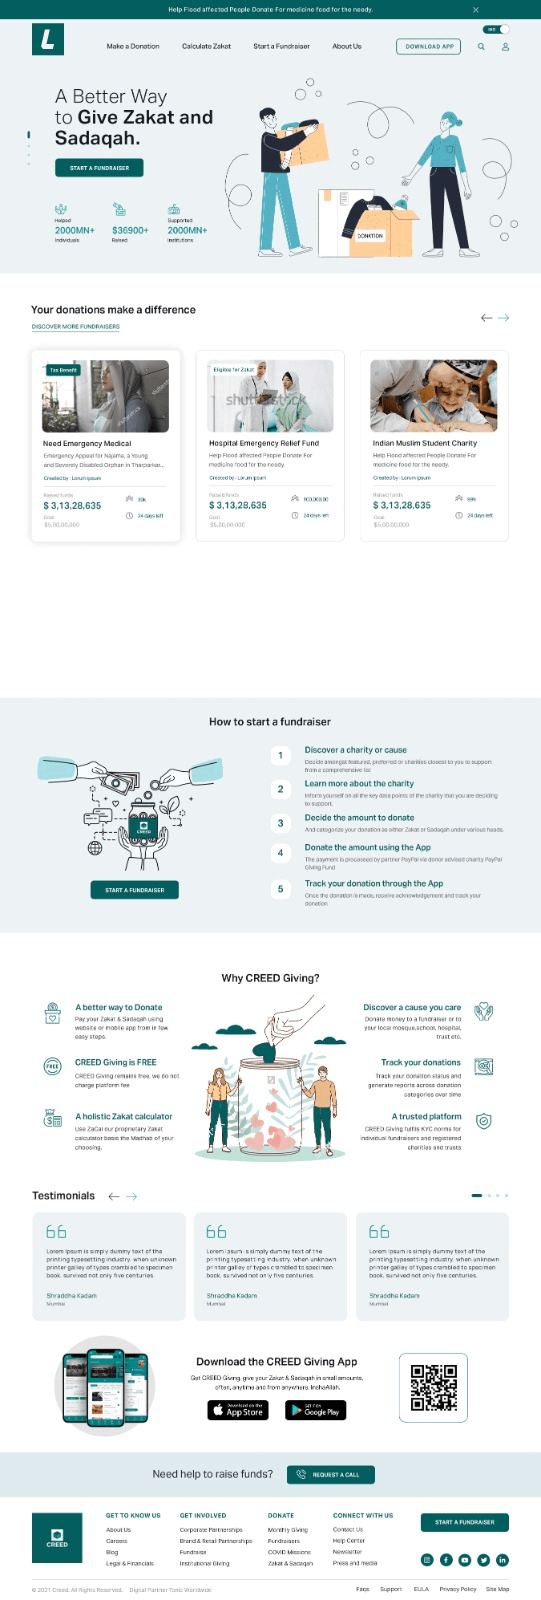 Help Flood affected People Donate For medicine food for the needy.
L
Make a Donation
Calculate Zakat
Start a Fundraiser
About Us
DOWNLOAD APP
A Better Way
to Give Zakat and
Sadaqah.
START A FUNDRAISER
Helped
2000MN+
Individuals
$36900+
Raised
Supported
2000MN+
Institutions
DONKTION
Your donations make a difference
DISCOVER MORE FUNDRAISERS
Tax Benefit
Need Emergency Medical
Emergency Appeal for Najama, a Young
and Severely Disabled Orphan in Tharparkar...
Created by : Lorum ipsum
Raised funds
$ 3,13,28,635
Goal
$5,00,00,000
24 days left
Eligible for Zakat
shutterstock
Hospital Emergency Relief Fund
Help Flood affected People Donate For
medicine food for the needy
Created by : Lorum ipsum
Raised funds
$ 3,13,28,635
Goal
$5,00,00,000
24 days left
Indian Muslim Student Charity
Help Flood affected People Donate For
medicine food for the needy.
Created by : Lorum ipsum
Raised funds
$ 3,13,28,635
Goal
$5,00,00,000
24 days left
How to start a fundraiser
CREED
START A FUNDRAISER
1
Discover a charity or cause
Decide amongst featured, preferred or charities closest to you to support
from a comprehensive list
2
Learn more about the charity
Inform yourself on all the key data points of the charity that you are deciding
to support.
3
Decide the amount to donate
And categorize your donation as either Zakat or Sadaqah under various heads.
4
Donate the amount using the App
The payment is processed by partner PayPal via donor advised charity PayPal
Giving Fund
5
Track your donation through the App
Once the donation is made, receive acknowledgement and track your
donation
Why CREED Giving?
A better way to Donate
Pay your Zakat & Sadaqah using
website or mobile app from in few
easy steps.
FREE
CREED Giving is FREE
CREED Giving remains free, we do not
charge platform fee
A holistic Zakat calculator
Use ZaCal our proprietary Zakat
calculator basis the Madhab of your
choosing.
Discover a cause you care
Donate money to a fundraiser or to
your local mosque,school, hospital,
trust etc.
Track your donations
Track your donation status and
generate reports across donation
categories over time
A trusted platform
CREED Giving fulfils KYC norms for
individual fundraisers and registered
charities and trusts
Testimonials
Lorem Ipsum is simply dummy text of the
printing typesetting industry. when unknown
printer galley of types crambled to specimen
book. survived not only five centuries.
Shraddha Kadam
Mumbai
Lorem Ipsum is simply dummy text of the
printing typesetting industry. when unknown
printer galley of types crambled to specimen
book. survived not only five centuries.
Shraddha Kadam
Mumbai
Lorem Ipsum is simply dummy text of the
printing typesetting industry. when unknown
printer galley of types crambled to specimen
book. survived not only five centuries.
Shraddha Kadam
Mumbai
Download the CREED Giving App
Get CREED Giving, give your Zakat & Sadaqah in small amounts,
often, anytime and from anywhere. InshaAllah.
Download on the
App Store
GET IT ON
Google Play
Need help to raise funds?
REQUEST A CALL
CREED
GET TO KNOW US
About Us
Careers
Blog
Legal & Financials
GET INVOLVED
Corporate Partnerships
Brand & Retail Partnerships
Fundraise
Institutional Giving
DONATE
Monthly Giving
Fundraisers
COVID Missions
Zakat & Sadaqah
CONNECT WITH US
Contact Us
Help Center
Newsletter
Press and media
START A FUNDRAISER
© 2021 Creed. All Rights Reserved.
Digital Partner Tonic Worldwide
Faqs
Support
EULA
Privacy Policy
Site Map